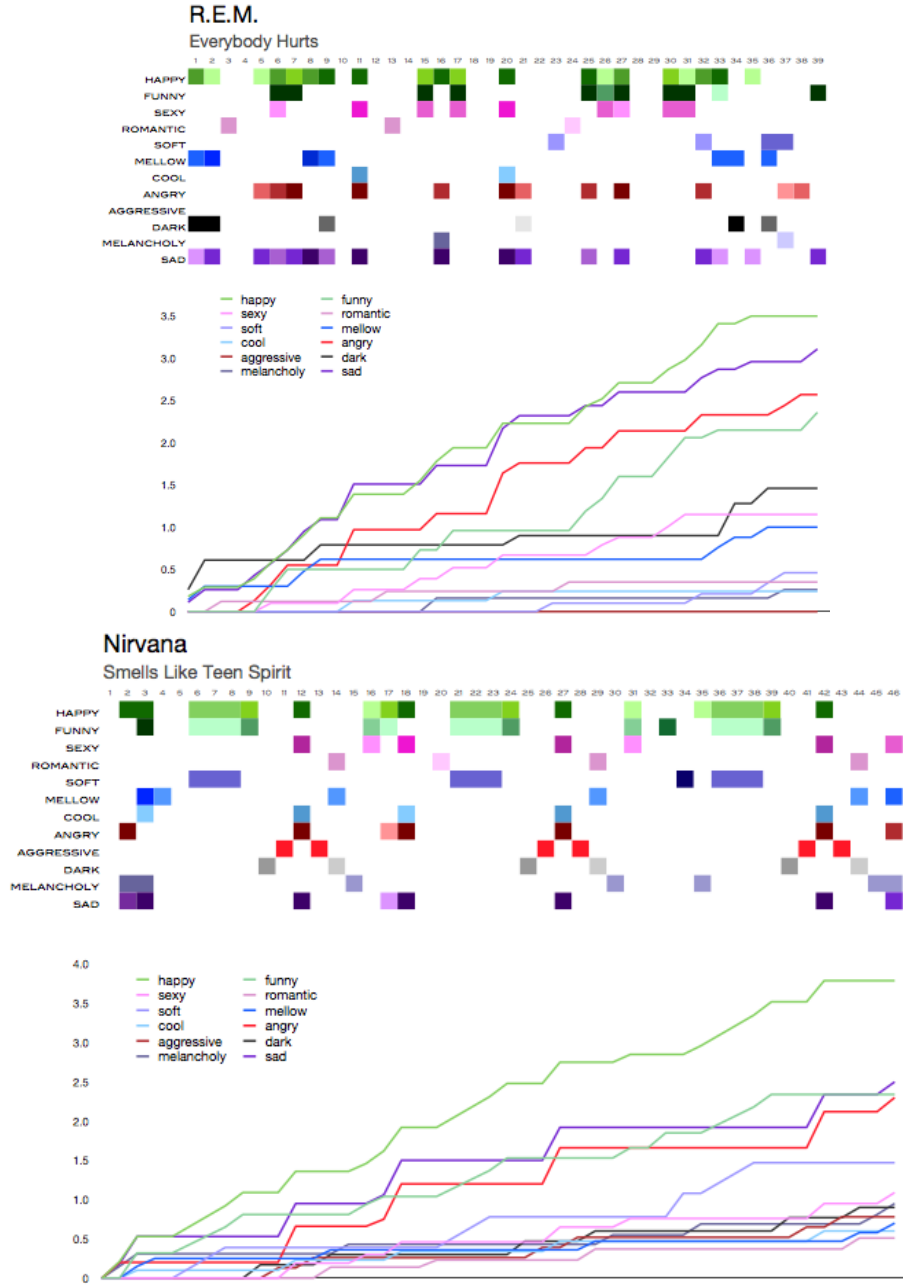 R.E.M.
Everybody Hurts
1 2 3 4 5 6 7 8 9 10 11 12 13 14 15 16 17 18 19 20 21 22 23 24 25 26 27 28 29 30 31 32 33 34 35 36 37 38 39
HAPPY
FUNNY
SEXY
ROMANTIC
SOFT
MELLOW
COOL
ANGRY
AGGRESSIVE
DARK
MELANCHOLY
SAD
happy funny
sexy romantic
soft mellow
cool angry
aggressive dark
melancholy sad
3.5
3.0
2.5
2.0
1.5
1.0
0.5
0
Nirvana
Smells Like Teen Spirit
1 2 3 4 5 6 7 8 9 10 11 12 13 14 15 16 17 18 19 20 21 22 23 24 25 26 27 28 29 30 31 32 33 34 35 36 37 38 39 40 41 42 43 44 45 46
HAPPY
FUNNY
SEXY
ROMANTIC
SOFT
MELLOW
COOL
ANGRY
AGGRESSIVE
DARK
MELANCHOLY
SAD
4.0
happy funny
sexy romantic
soft mellow
cool angry
aggressive dark
melancholy sad
3.5
3.0
2.5
2.0
1.5
1.0
0.5
0